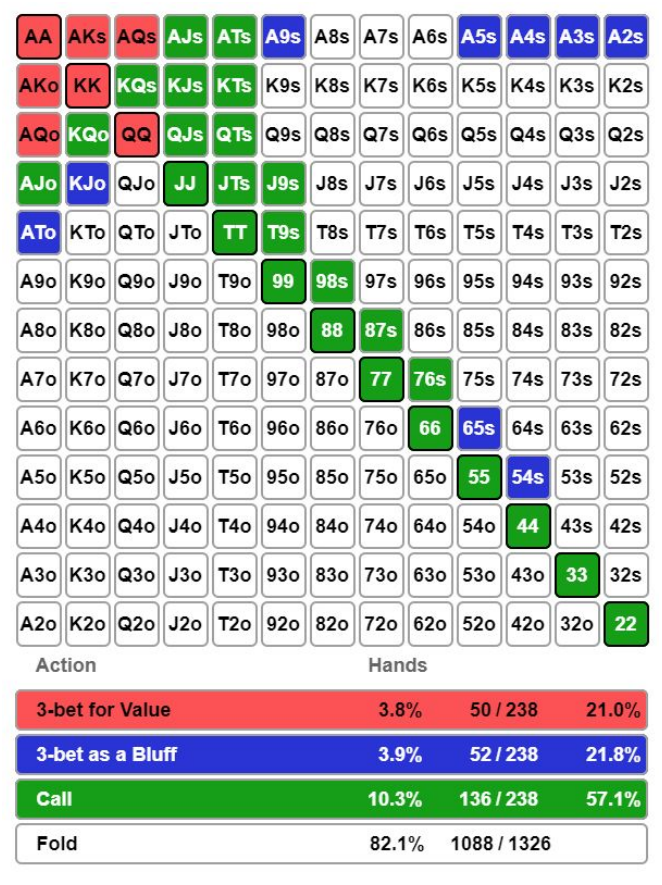 AA AKs AQs AJs ATs A9s A8s A7s A6s A5s A4s A3s A2s
AKo KK KQs KJs KTs K9s K8s K7s K6s K5s K4s K3s K2s
AQo KQo QQ QJs QTs Q9s Q8s Q7s Q6s Q5s Q4s Q3s Q2s
AJo KJo QJo JJ JTs J9s J8s J7s J6s J5s J4s J3s J2s
ATo KTo QTo JTo TT T9s T8s T7s T6s T5s T4s T3s T2s
A9o K9o Q9o J9o T9o 99 98s 97s 96s 95s 94s 93s 92s
A8o K8o Q8o J8o T8o 98o 88 87s 86s 85s 84s 83s 82s
A7o K7o Q7o J7o T7o 97o 87o 77 76s 75s 74s 73s 72s
A6o K6o Q6o J6o T6o 96o 86o 76o 66 65s 64s 63s 62s
A5o K5o Q5o J5o T5o 95o 85o 75o 65o 55 54s 53s 52s
A4o K4o Q4o J4o T4o 94o 84o 74o 64o 54o 44 43s 42s
A3o K3o Q3o J3o T3o 93o 83o 73o 63o 53o 43o 33 32s
A2o K2o Q2o J2o T2o 92o 82o 72o 62o 52o 42o 32o 22
Action Hands
3-bet for Value 3.8% 50 / 238 21.0%
3-bet as a Bluff 3.9% 52 / 238 21.8%
Call 10.3% 136 / 238 57.1%
Fold 82.1% 1088 / 1326